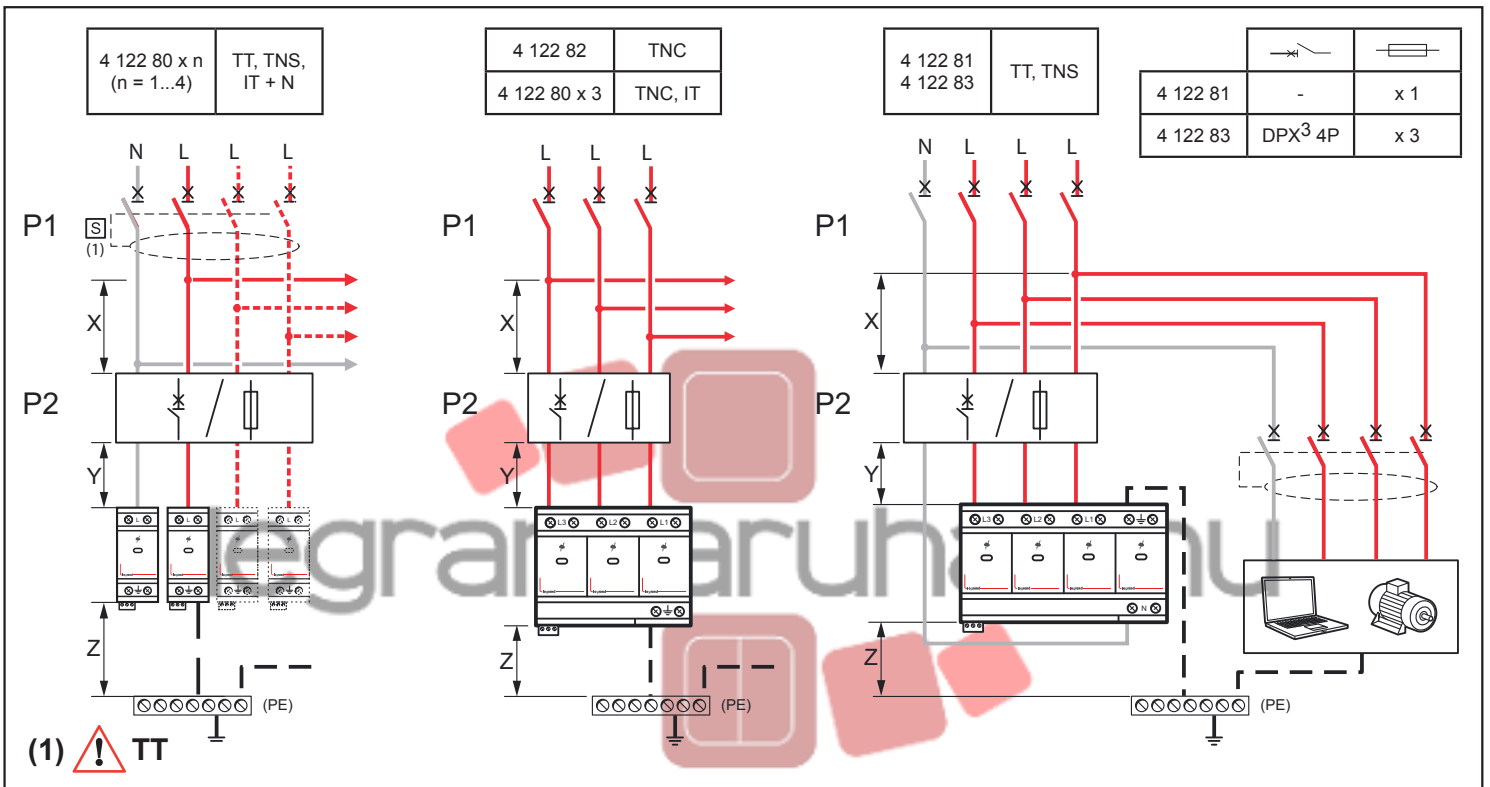 4 122 80 x n
(n = 1...4)
TT, TNS,
IT + N
N L L L
P1
S
(1)
X
P2
Y
L L L L
Z
(PE)
(1) ! TT
4 122 82 TNC
4 122 80 x 3 TNC, IT
L L L
P1
X
P2
Y
L3 L2 L1
Z
(PE)
4 122 81
4 122 83
TT, TNS
4 122 81 - x 1
4 122 83 DPX3 4P x 3
N L L L
P1
X
P2
Y
L3 L2 L1
N
Z
(PE)